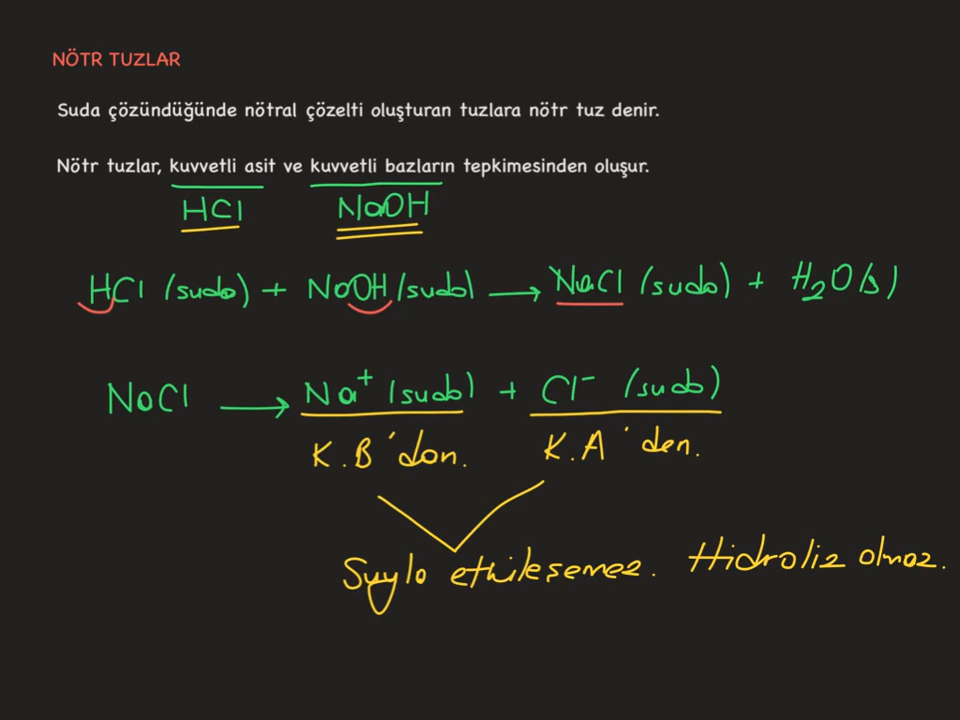 NÖTR TUZLAR
Suda çözündüğünde nötral çözelti oluşturan tuzlara nötr tuz denir.
Nötr tuzlar, kuvvetli asit ve kuvvetli bazların tepkimesinden oluşur.
HCl NaOH
HCl (suda) + NaOH (suda) → NaCl (suda) + H₂O(s)
NaCl → Na⁺ (suda) + Cl⁻ (suda)
K.B'dan. K.A'den.
Suyla etkileşemez. Hidroliz olmaz.